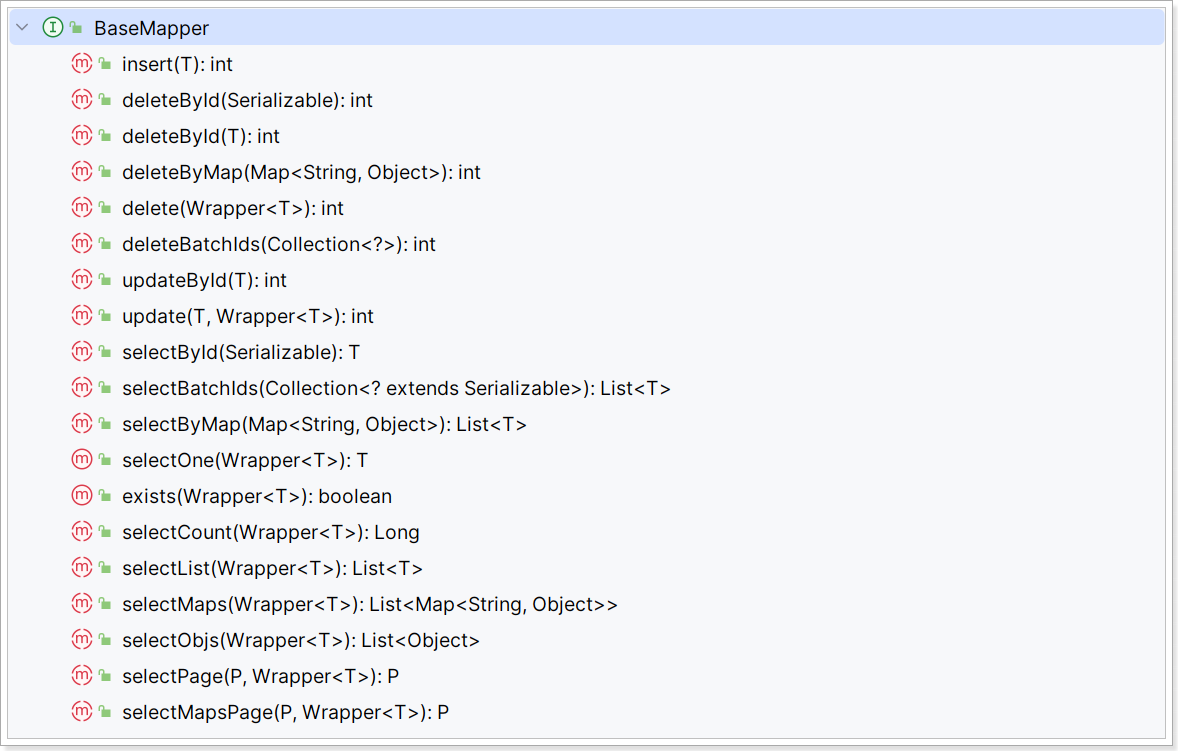 BaseMapper
insert(T): int
deleteById(Serializable): int
deleteById(T): int
deleteByMap(Map<String, Object>): int
delete(Wrapper<T>): int
deleteBatchIds(Collection<?>): int
updateById(T): int
update(T, Wrapper<T>): int
selectById(Serializable): T
selectBatchIds(Collection<? extends Serializable>): List<T>
selectByMap(Map<String, Object>): List<T>
selectOne(Wrapper<T>): T
exists(Wrapper<T>): boolean
selectCount(Wrapper<T>): Long
selectList(Wrapper<T>): List<T>
selectMaps(Wrapper<T>): List<Map<String, Object>>
selectObjs(Wrapper<T>): List<Object>
selectPage(P, Wrapper<T>): P
selectMapsPage(P, Wrapper<T>): P